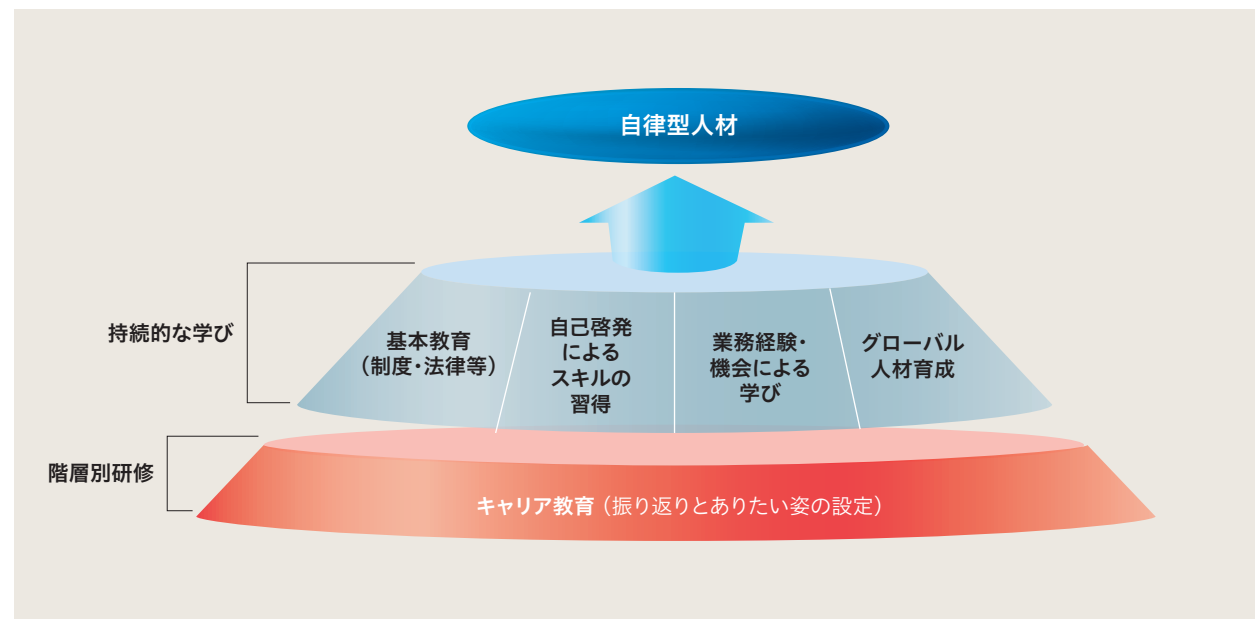 自律型人材
持続的な学び
基本教育
（制度・法律等）
自己啓発
による
スキルの
習得
業務経験・
機会による
学び
グローバル
人材育成
階層別研修
キャリア教育（振り返りとありたい姿の設定）